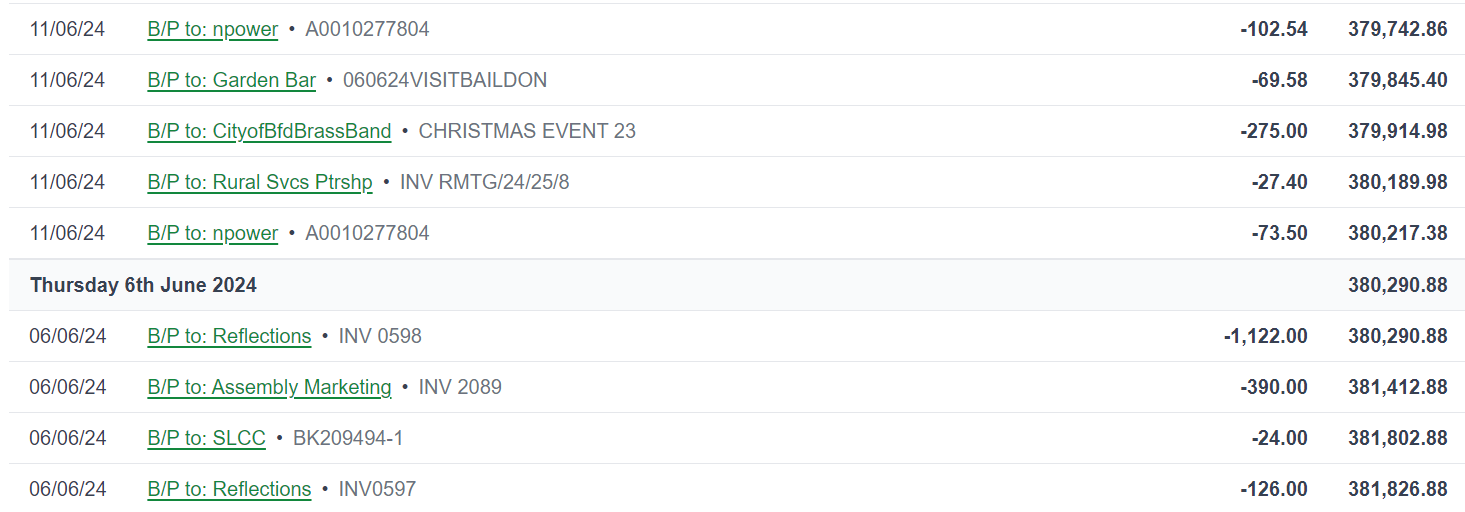 11/06/24 B/P to: npower • A0010277804 -102.54 379,742.86
11/06/24 B/P to: Garden Bar • 060624VISITBAILDON -69.58 379,845.40
11/06/24 B/P to: CityofBfdBrassBand • CHRISTMAS EVENT 23 -275.00 379,914.98
11/06/24 B/P to: Rural Svcs Ptrshp • INV RMTG/24/25/8 -27.40 380,189.98
11/06/24 B/P to: npower • A0010277804 -73.50 380,217.38
Thursday 6th June 2024 380,290.88
06/06/24 B/P to: Reflections • INV 0598 -1,122.00 380,290.88
06/06/24 B/P to: Assembly Marketing • INV 2089 -390.00 381,412.88
06/06/24 B/P to: SLCC • BK209494-1 -24.00 381,802.88
06/06/24 B/P to: Reflections • INV0597 -126.00 381,826.88